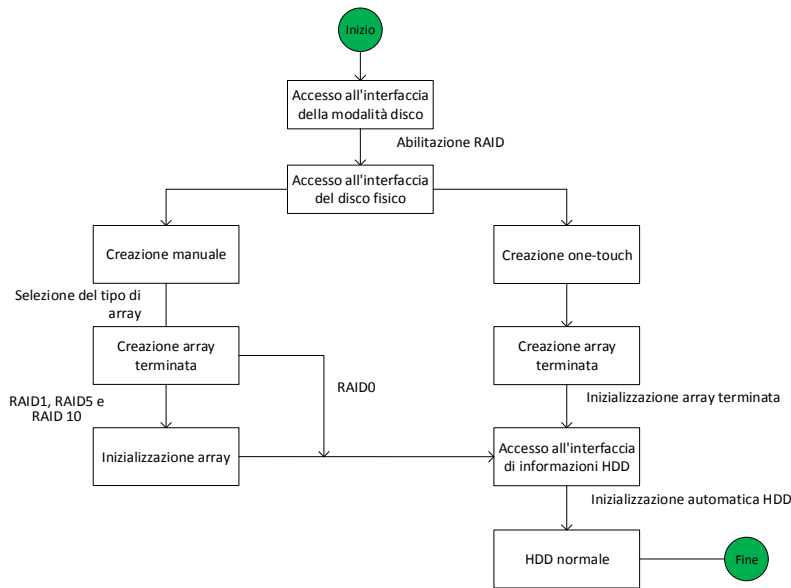 Inizio
Accesso all'interfaccia
della modalità disco
Abilitazione RAID
Accesso all'interfaccia
del disco fisico
Creazione manuale
Creazione one-touch
Selezione del tipo di
array
Creazione array
terminata
Creazione array
terminata
RAID0
RAID1, RAID5 e
RAID 10
Inizializzazione array terminata
Inizializzazione array
Accesso all'interfaccia
di informazioni HDD
Inizializzazione automatica HDD
HDD normale
Fine